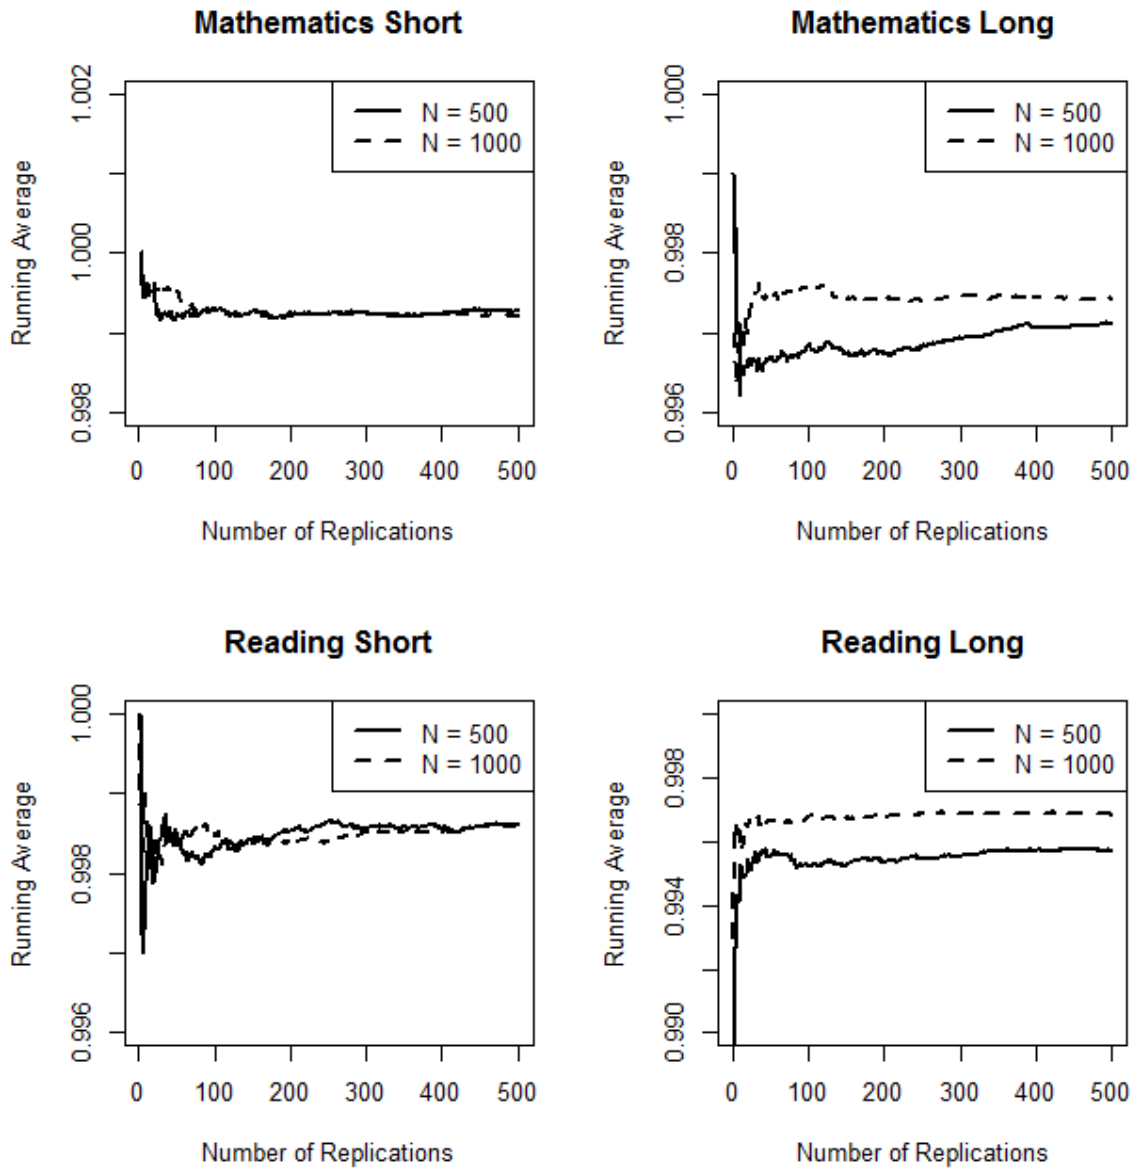 Mathematics Short
Running Average
1.002
1.000
0.998
N = 500
N = 1000
0 100 200 300 400 500
Number of Replications
Mathematics Long
Running Average
1.000
0.998
0.996
N = 500
N = 1000
0 100 200 300 400 500
Number of Replications
Reading Short
Running Average
1.000
0.998
0.996
N = 500
N = 1000
0 100 200 300 400 500
Number of Replications
Reading Long
Running Average
0.998
0.994
0.990
N = 500
N = 1000
0 100 200 300 400 500
Number of Replications